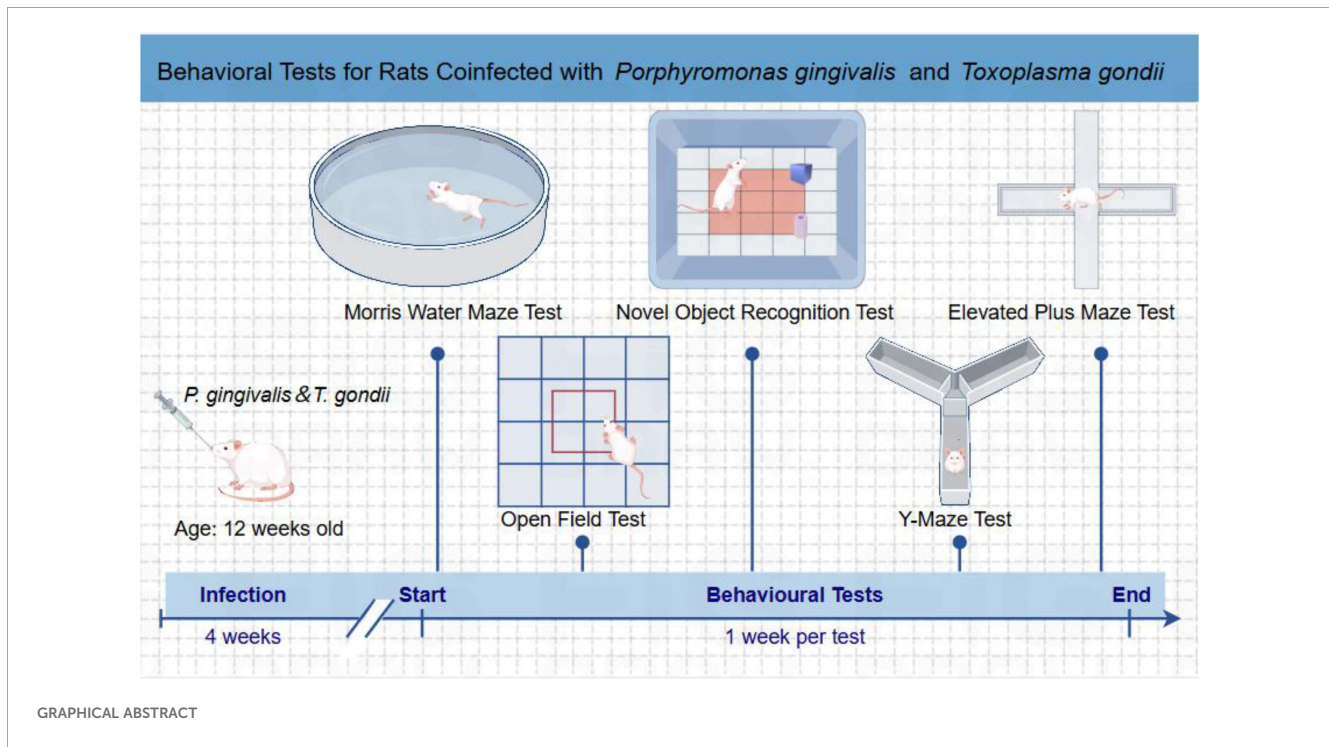 Behavioral Tests for Rats Coinfected with Porphyromonas gingivalis and Toxoplasma gondii
Morris Water Maze Test
Novel Object Recognition Test
Elevated Plus Maze Test
P. gingivalis & T. gondii
Age: 12 weeks old
Open Field Test
Y-Maze Test
Infection
Start
Behavioural Tests
End
4 weeks
1 week per test
GRAPHICAL ABSTRACT